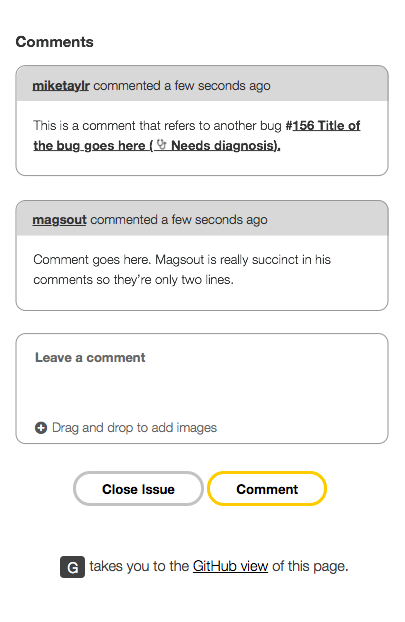 Comments
miketaylr commented a few seconds ago
This is a comment that refers to another bug #156 Title of
the bug goes here ( Needs diagnosis).
magsout commented a few seconds ago
Comment goes here. Magsout is really succinct in his
comments so they're only two lines.
Leave a comment
Drag and drop to add images
Close Issue Comment
G takes you to the GitHub view of this page.